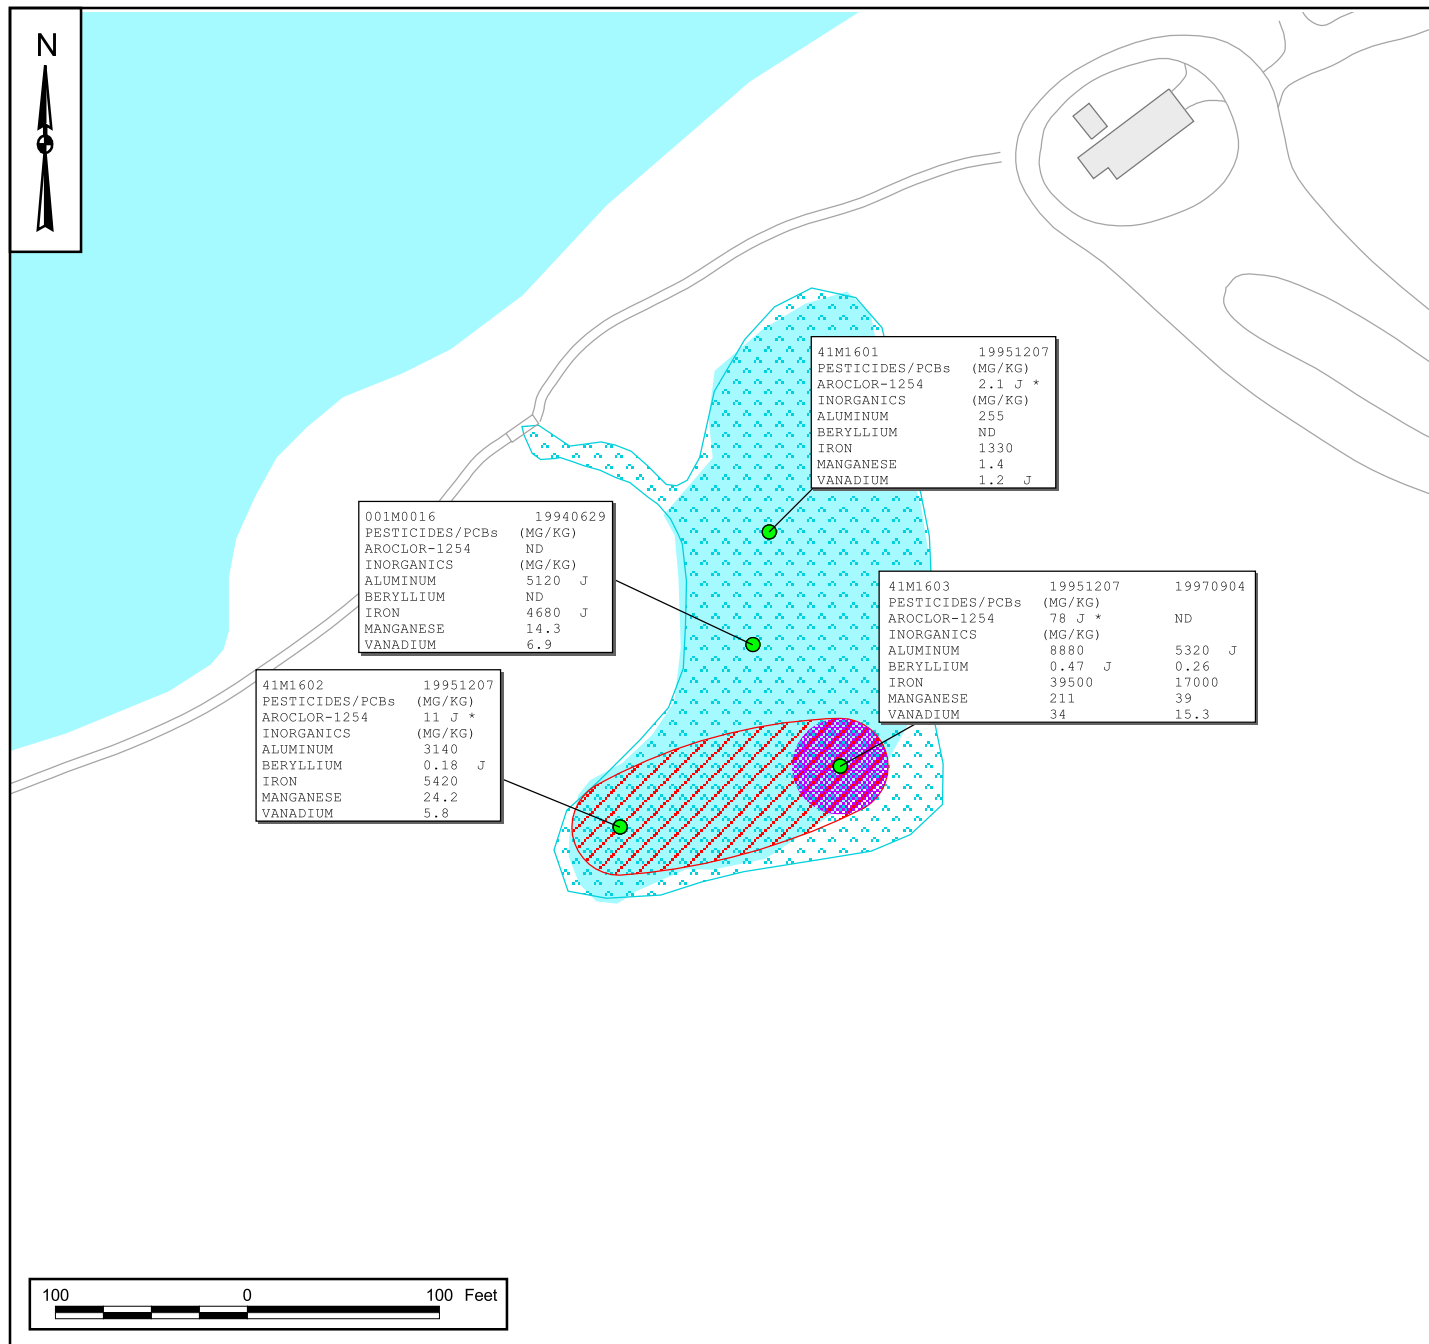 N
41M1601 19951207
PESTICIDES/PCBs (MG/KG)
AROCLOR-1254 2.1 J *
INORGANICS (MG/KG)
ALUMINUM 255
BERYLLIUM ND
IRON 1330
MANGANESE 1.4
VANADIUM 1.2 J
001M0016 19940629
PESTICIDES/PCBs (MG/KG)
AROCLOR-1254 ND
INORGANICS (MG/KG)
ALUMINUM 5120 J
BERYLLIUM ND
IRON 4680 J
MANGANESE 14.3
VANADIUM 6.9
41M1603 19951207 19970904
PESTICIDES/PCBs (MG/KG)
AROCLOR-1254 78 J * ND
INORGANICS (MG/KG)
ALUMINUM 8880 5320 J
BERYLLIUM 0.47 J 0.26
IRON 39500 17000
MANGANESE 211 39
VANADIUM 34 15.3
41M1602 19951207
PESTICIDES/PCBs (MG/KG)
AROCLOR-1254 11 J *
INORGANICS (MG/KG)
ALUMINUM 3140
BERYLLIUM 0.18 J
IRON 5420
MANGANESE 24.2
VANADIUM 5.8
100 0 100 Feet